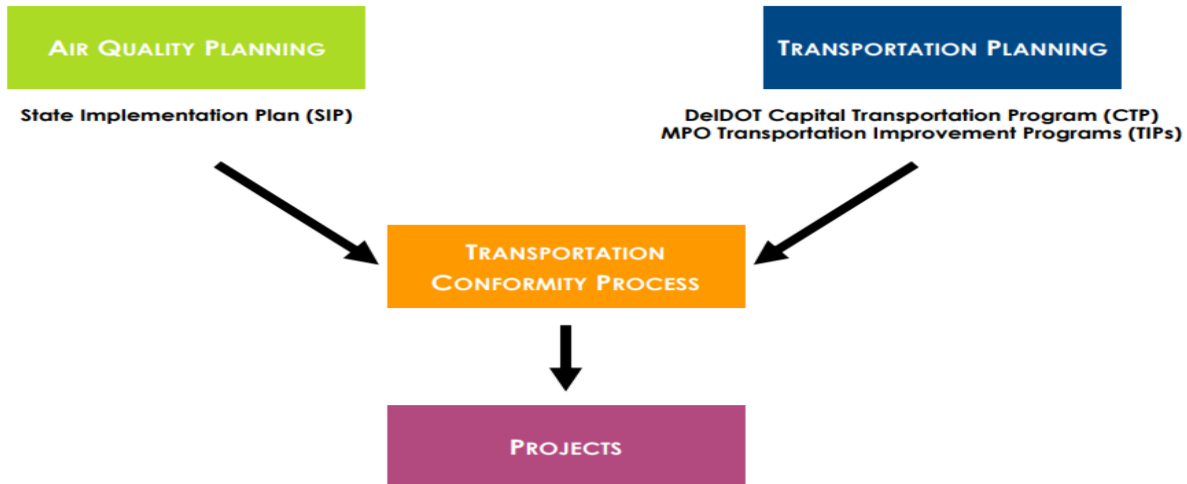 AIR QUALITY PLANNING
TRANSPORTATION PLANNING
State Implementation Plan (SIP)
DelDOT Capital Transportation Program (CTP)
MPO Transportation Improvement Programs (TIPs)
TRANSPORTATION
CONFORMITY PROCESS
PROJECTS